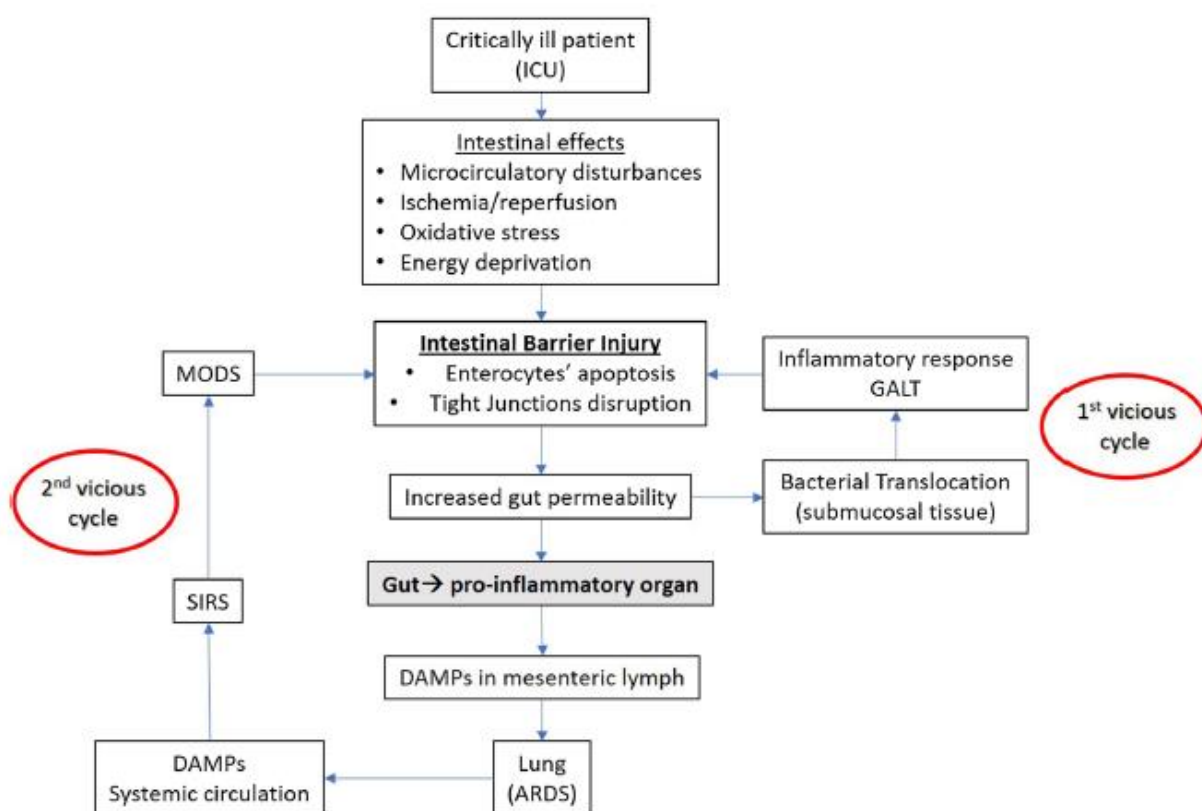 Critically ill patient
(ICU)
Intestinal effects
• Microcirculatory disturbances
• Ischemia/reperfusion
• Oxidative stress
• Energy deprivation
Intestinal Barrier Injury
• Enterocytes’ apoptosis
• Tight Junctions disruption
MODS
Inflammatory response
GALT
1st vicious
cycle
2nd vicious
cycle
Increased gut permeability
Bacterial Translocation
(submucosal tissue)
Gut→ pro-inflammatory organ
SIRS
DAMPs in mesenteric lymph
DAMPs
Systemic circulation
Lung
(ARDS)